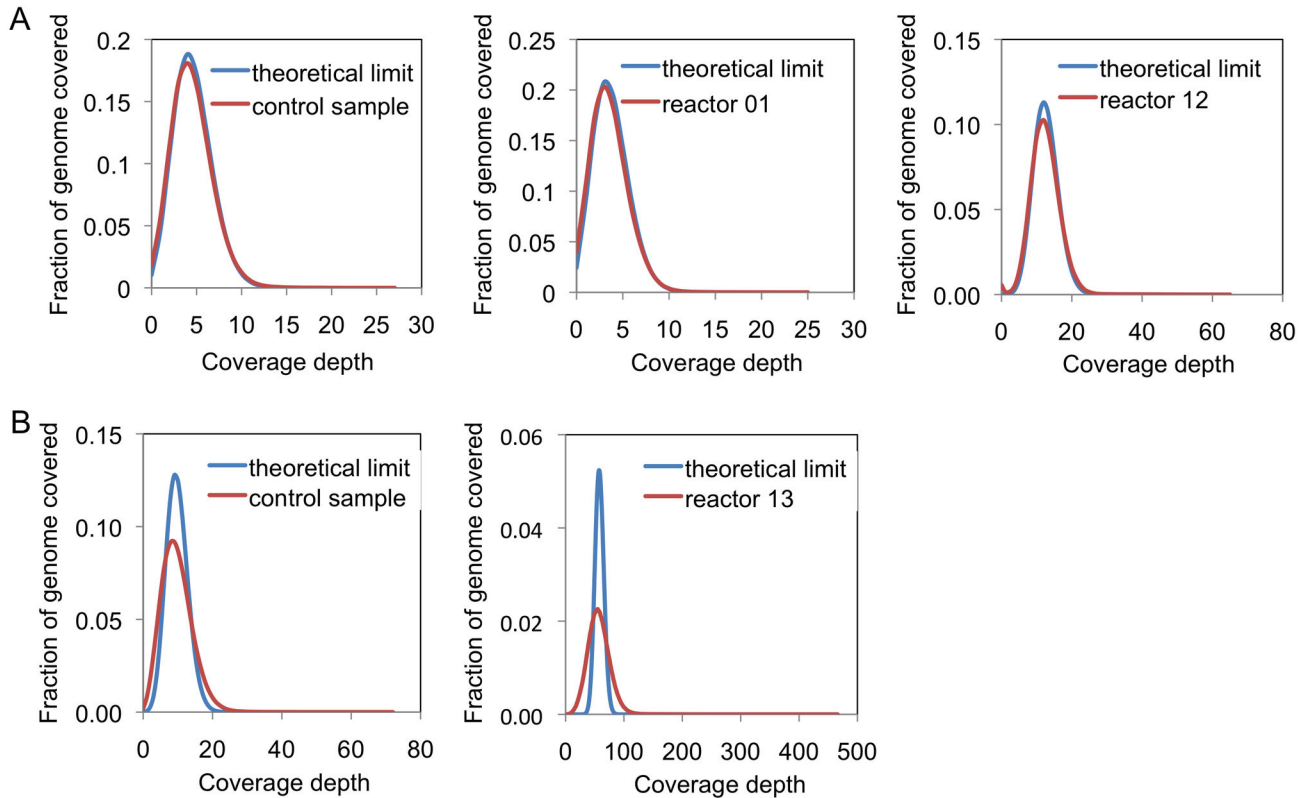 A
Fraction of genome covered
0.2
0.15
0.1
0.05
0
0 5 10 15 20 25 30
Coverage depth
theoretical limit
control sample
Fraction of genome covered
0.25
0.2
0.15
0.1
0.05
0
0 5 10 15 20 25 30
Coverage depth
theoretical limit
reactor 01
Fraction of genome covered
0.15
0.10
0.05
0.00
0 20 40 60 80
Coverage depth
theoretical limit
reactor 12
B
Fraction of genome covered
0.15
0.10
0.05
0.00
0 20 40 60 80
Coverage depth
theoretical limit
control sample
Fraction of genome covered
0.06
0.04
0.02
0.00
0 100 200 300 400 500
Coverage depth
theoretical limit
reactor 13